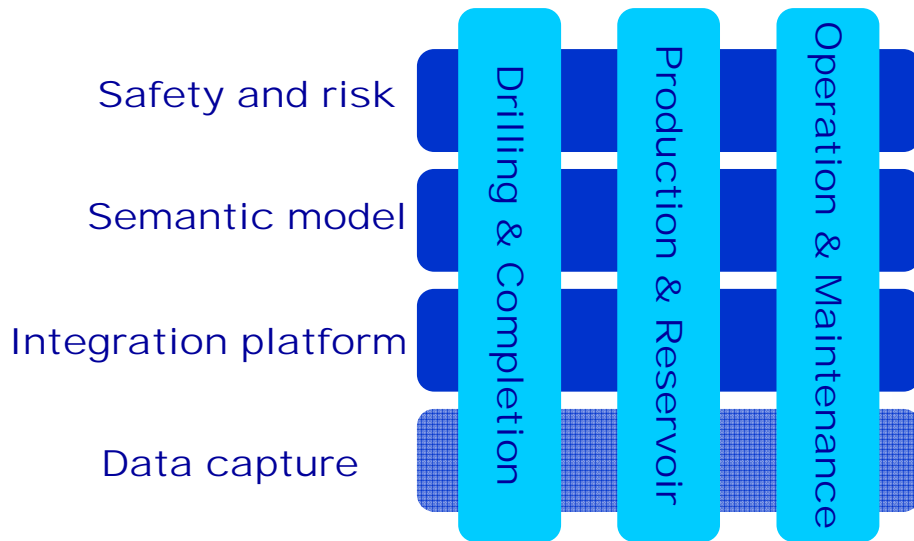 Safety and risk
Semantic model
Integration platform
Data capture
Drilling & Completion
Production & Reservoir
Operation & Maintenance